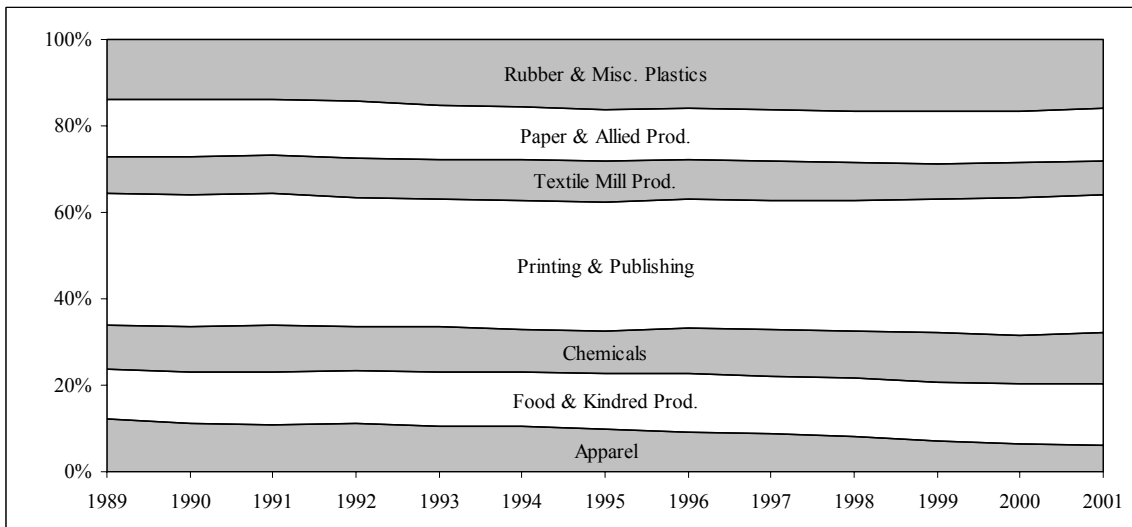 100%
Rubber & Misc. Plastics
80%
Paper & Allied Prod.
Textile Mill Prod.
60%
Printing & Publishing
40%
Chemicals
20%
Food & Kindred Prod.
Apparel
0%
1989 1990 1991 1992 1993 1994 1995 1996 1997 1998 1999 2000 2001